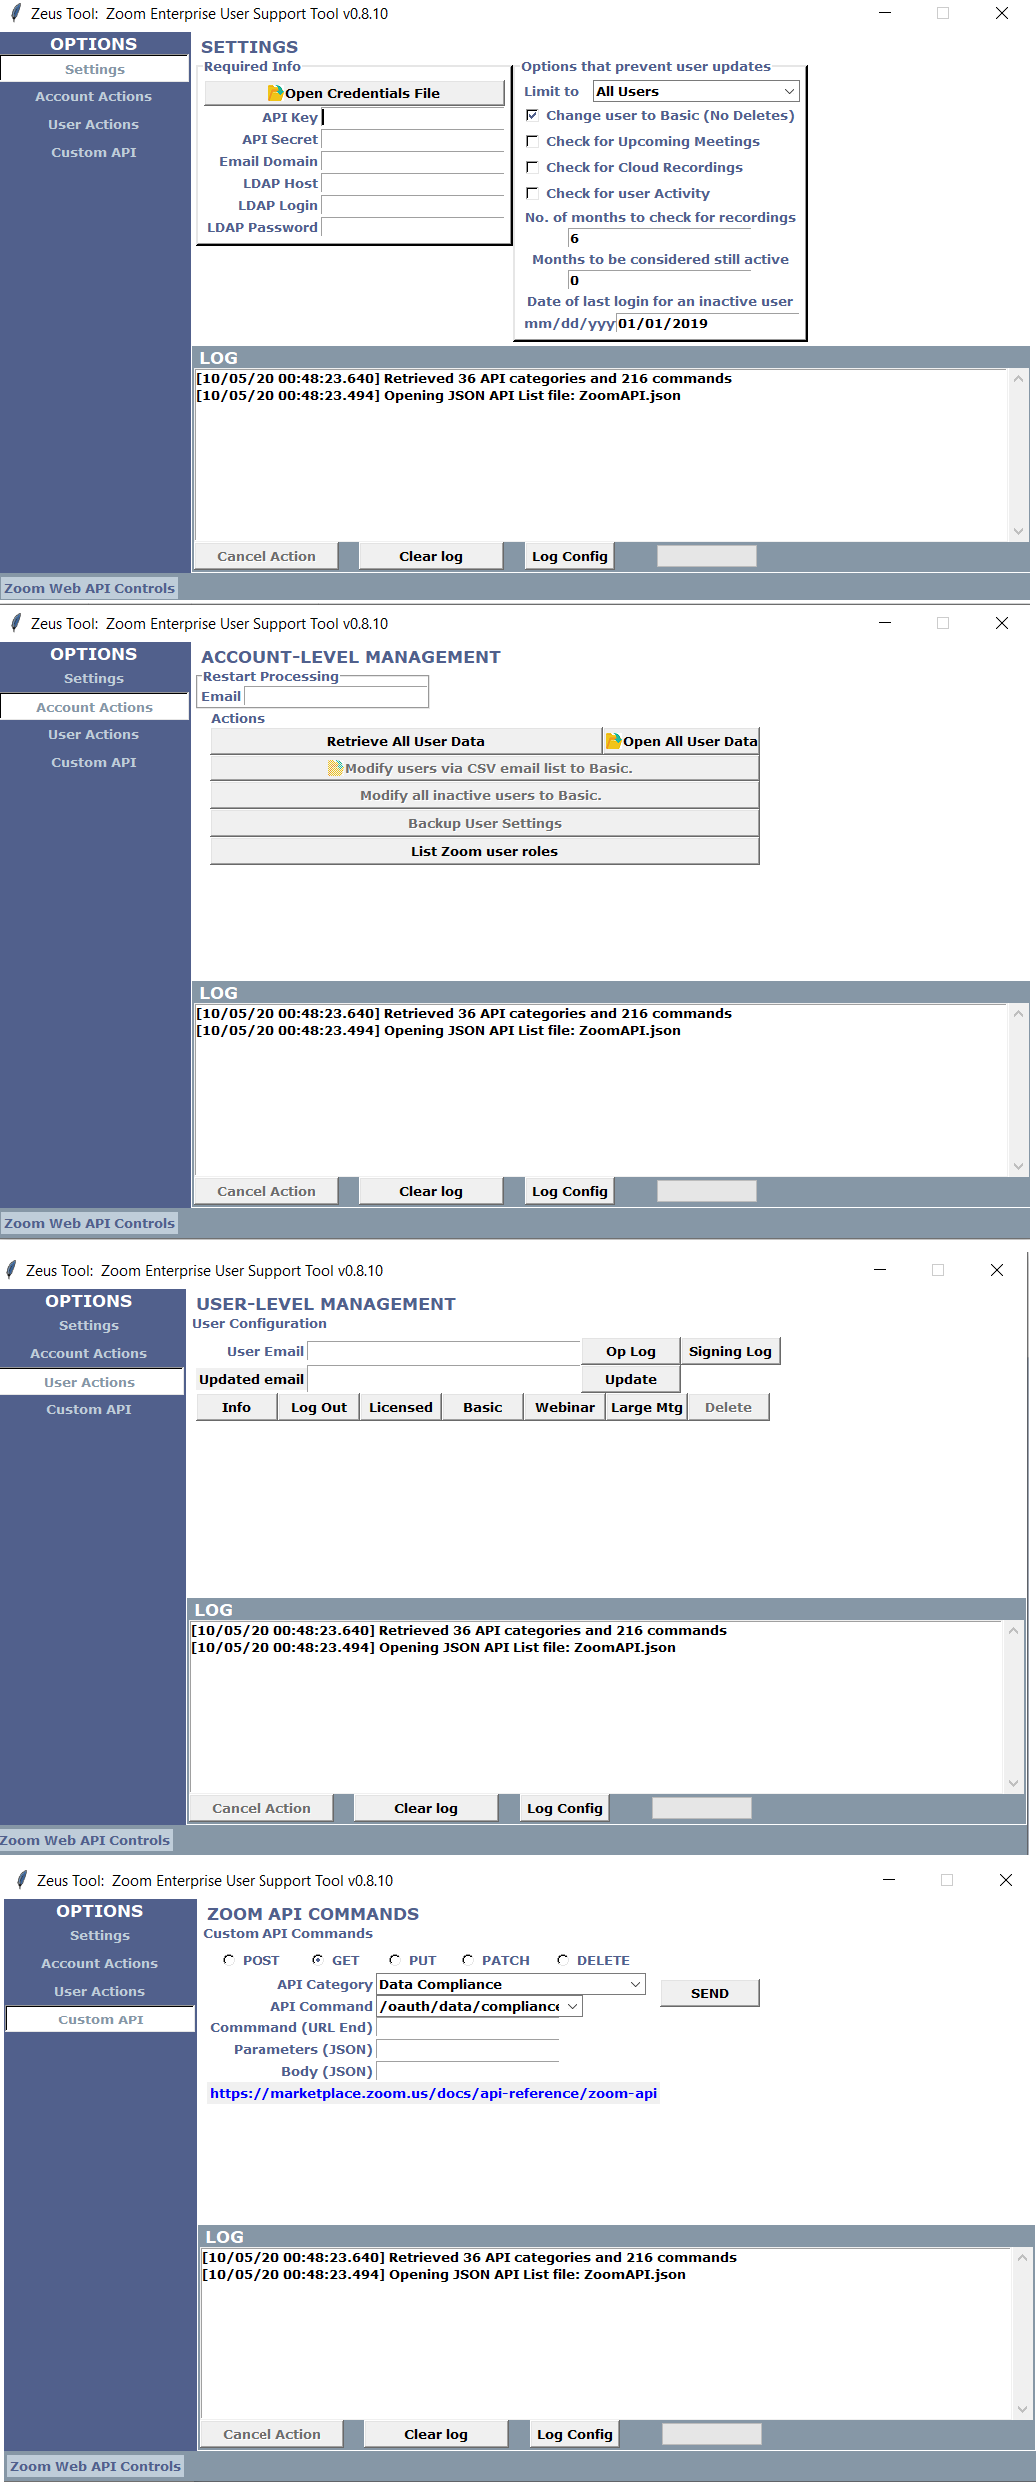 Zeus Tool:  Zoom Enterprise User Support Tool v0.8.10
OPTIONS
Settings
Account Actions
User Actions
Custom API
SETTINGS
Required Info
Open Credentials File
API Key
API Secret
Email Domain
LDAP Host
LDAP Login
LDAP Password
Options that prevent user updates
Limit to All Users
Change user to Basic (No Deletes)
Check for Upcoming Meetings
Check for Cloud Recordings
Check for user Activity
No. of months to check for recordings
6
Months to be considered still active
0
Date of last login for an inactive user
mm/dd/yyy 01/01/2019
LOG
[10/05/20 00:48:23.640] Retrieved 36 API categories and 216 commands
[10/05/20 00:48:23.494] Opening JSON API List file: ZoomAPI.json
Cancel Action Clear log Log Config
Zoom Web API Controls
Zeus Tool:  Zoom Enterprise User Support Tool v0.8.10
OPTIONS
Settings
Account Actions
User Actions
Custom API
ACCOUNT-LEVEL MANAGEMENT
Restart Processing
Email
Actions
Retrieve All User Data Open All User Data
Modify users via CSV email list to Basic.
Modify all inactive users to Basic.
Backup User Settings
List Zoom user roles
LOG
[10/05/20 00:48:23.640] Retrieved 36 API categories and 216 commands
[10/05/20 00:48:23.494] Opening JSON API List file: ZoomAPI.json
Cancel Action Clear log Log Config
Zoom Web API Controls
Zeus Tool:  Zoom Enterprise User Support Tool v0.8.10
OPTIONS
Settings
Account Actions
User Actions
Custom API
USER-LEVEL MANAGEMENT
User Configuration
User Email Op Log Signing Log
Updated email Update
Info Log Out Licensed Basic Webinar Large Mtg Delete
LOG
[10/05/20 00:48:23.640] Retrieved 36 API categories and 216 commands
[10/05/20 00:48:23.494] Opening JSON API List file: ZoomAPI.json
Cancel Action Clear log Log Config
Zoom Web API Controls
Zeus Tool:  Zoom Enterprise User Support Tool v0.8.10
OPTIONS
Settings
Account Actions
User Actions
Custom API
ZOOM API COMMANDS
Custom API Commands
POST GET PUT PATCH DELETE
API Category Data Compliance
SEND
API Command /oauth/data/compliance
Commmand (URL End)
Parameters (JSON)
Body (JSON)
https://marketplace.zoom.us/docs/api-reference/zoom-api
LOG
[10/05/20 00:48:23.640] Retrieved 36 API categories and 216 commands
[10/05/20 00:48:23.494] Opening JSON API List file: ZoomAPI.json
Cancel Action Clear log Log Config
Zoom Web API Controls